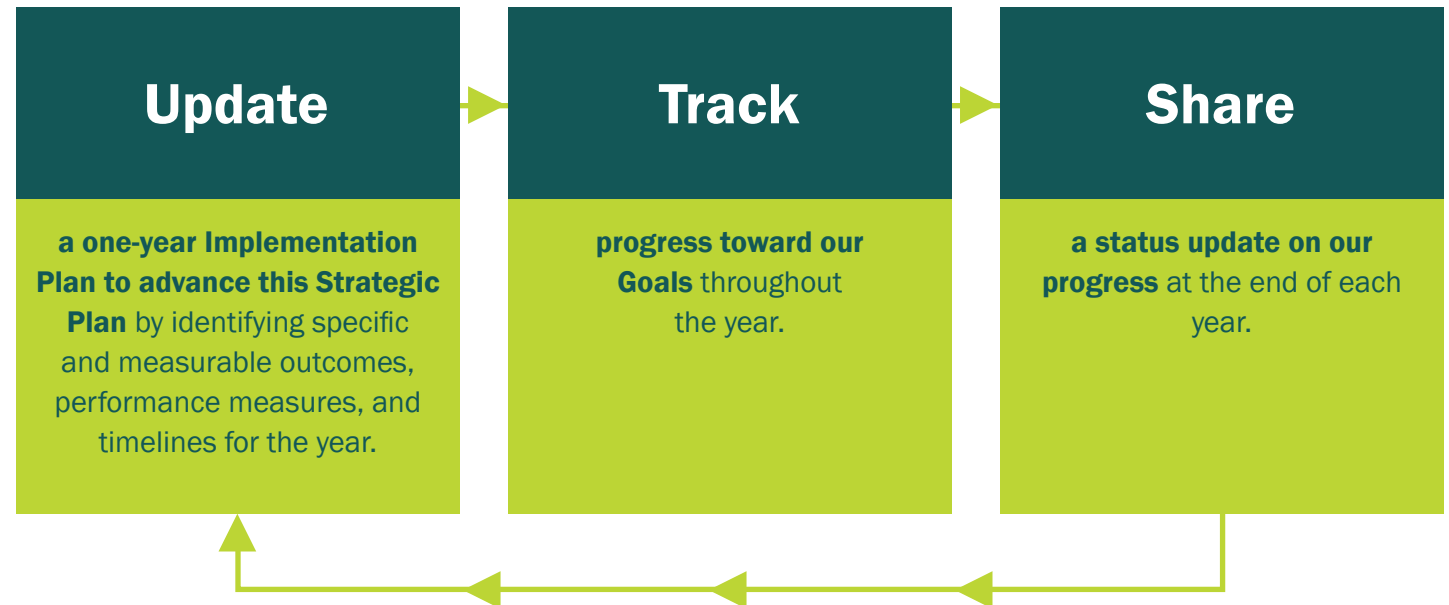 Update
a one-year Implementation
Plan to advance this Strategic
Plan by identifying specific
and measurable outcomes,
performance measures, and
timelines for the year.
Track
progress toward our
Goals throughout
the year.
Share
a status update on our
progress at the end of each
year.